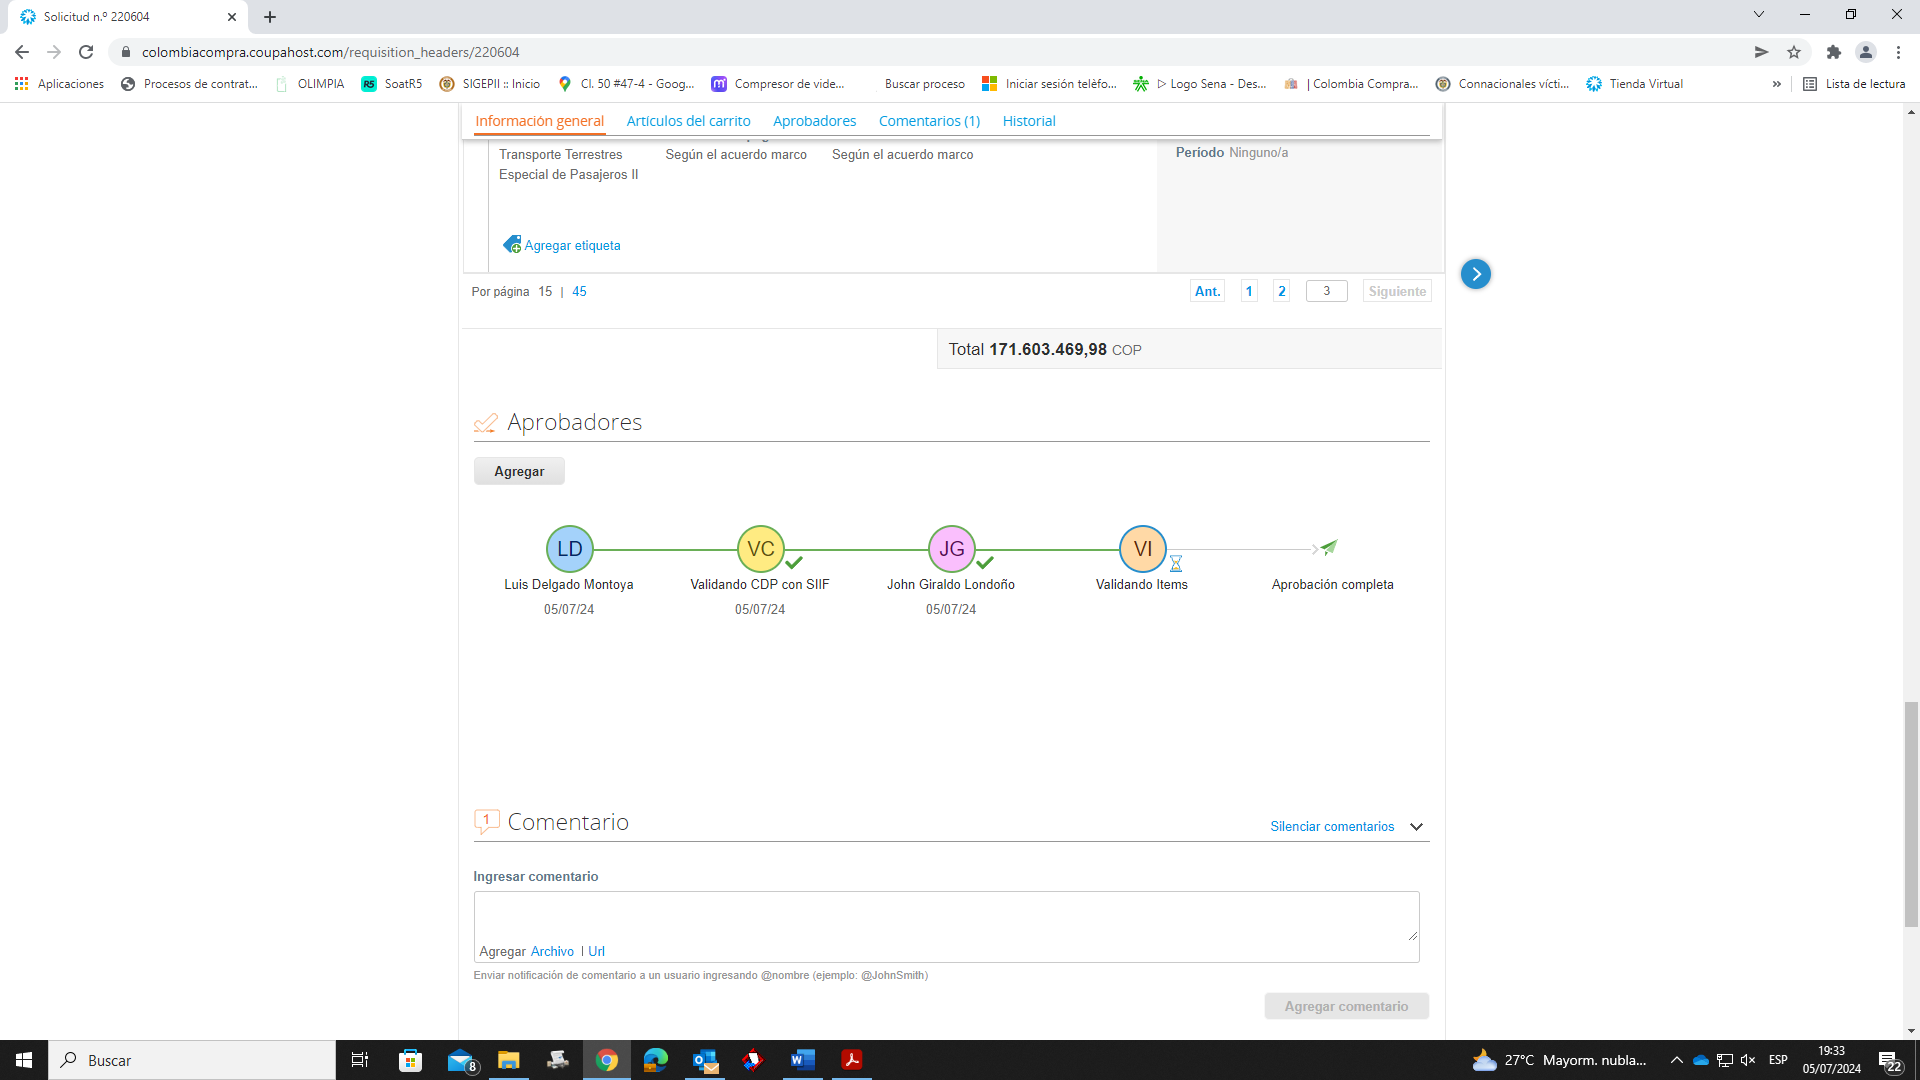 Solicitud n.º 220604
colombiacompra.coupahost.com/requisition_headers/220604
Aplicaciones Procesos de contrat... OLIMPIA R5 SoatR5 SIGEPII :: Inicio Cl. 50 #47-4 - Goog... m Compresor de vide... Buscar proceso Iniciar sesión telèfo... ▷ Logo Sena - Des... | Colombia Compra... Connacionales vícti... Tienda Virtual » Lista de lectura
Información general Artículos del carrito Aprobadores Comentarios (1) Historial
Transporte Terrestres Según el acuerdo marco Según el acuerdo marco Período Ninguno/a
Especial de Pasajeros II
Agregar etiqueta
Por página 15 | 45 Ant. 1 2 3 Siguiente
Total 171.603.469,98 COP
Aprobadores
Agregar
LD VC JG VI
Luis Delgado Montoya Validando CDP con SIIF John Giraldo Londoño Validando Items Aprobación completa
05/07/24 05/07/24 05/07/24
1 Comentario Silenciar comentarios
Ingresar comentario
Agregar Archivo | Url
Enviar notificación de comentario a un usuario ingresando @nombre (ejemplo: @JohnSmith)
Agregar comentario
Buscar 8 27°C Mayorm. nubla... ESP 19:33
05/07/2024 22